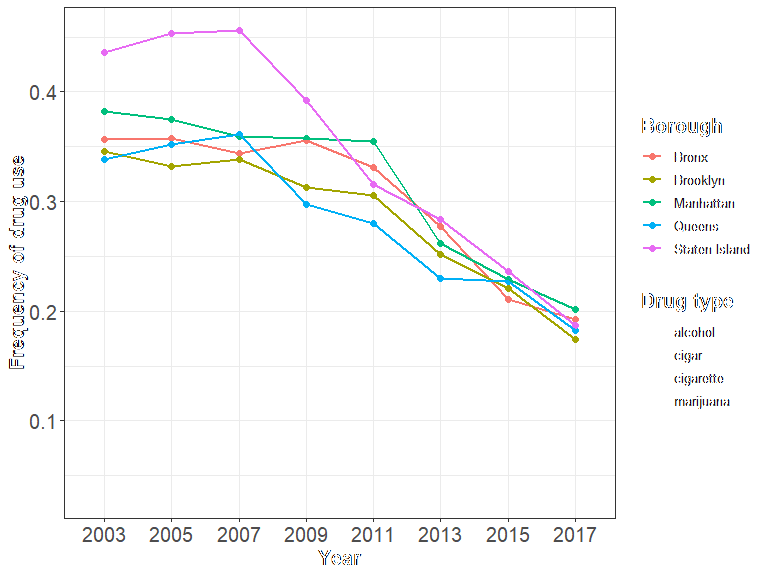 Frequency of drug use
0.4
0.3
0.2
0.1
2003 2005 2007 2009 2011 2013 2015 2017
Year
Borough
Bronx
Brooklyn
Manhattan
Queens
Staten Island
Drug type
alcohol
cigar
cigarette
marijuana